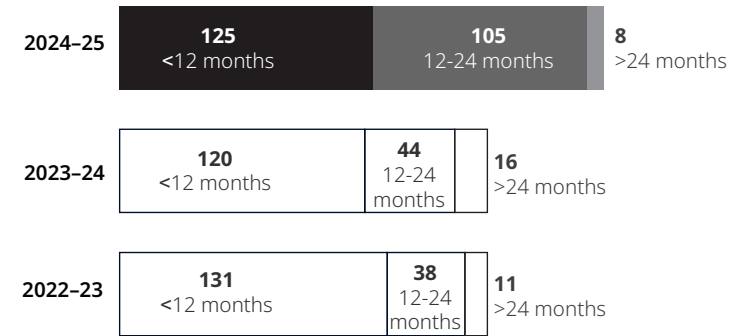 2024–25
125
<12 months
105
12-24 months
8
>24 months
2023–24
120
<12 months
44
12-24
months
16
>24 months
2022–23
131
<12 months
38
12-24
months
11
>24 months